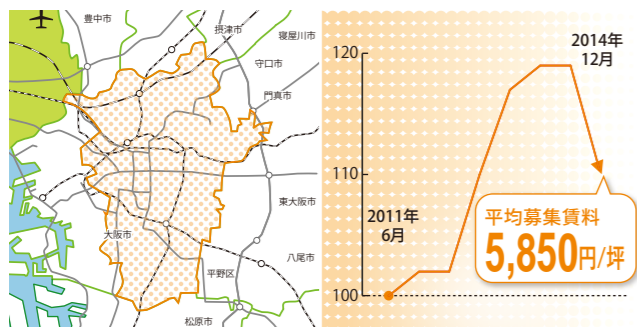 豊中市
摂津市
寝屋川市
守口市
門真市
東大阪市
大阪市
八尾市
平野区
松原市
120
110
100
2014年
12月
2011年
6月
平均募集賃料
5,850円/坪